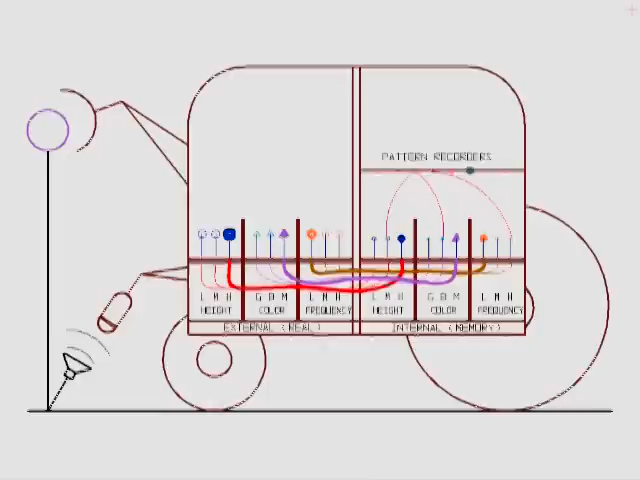 PATTERN RECORDERS
L M H G B M L M H L M H G B M L M H
HEIGHT COLOR FREQUENCY HEIGHT COLOR FREQUENCY
EXTERNAL (REAL) INTERNAL (MEMORY)